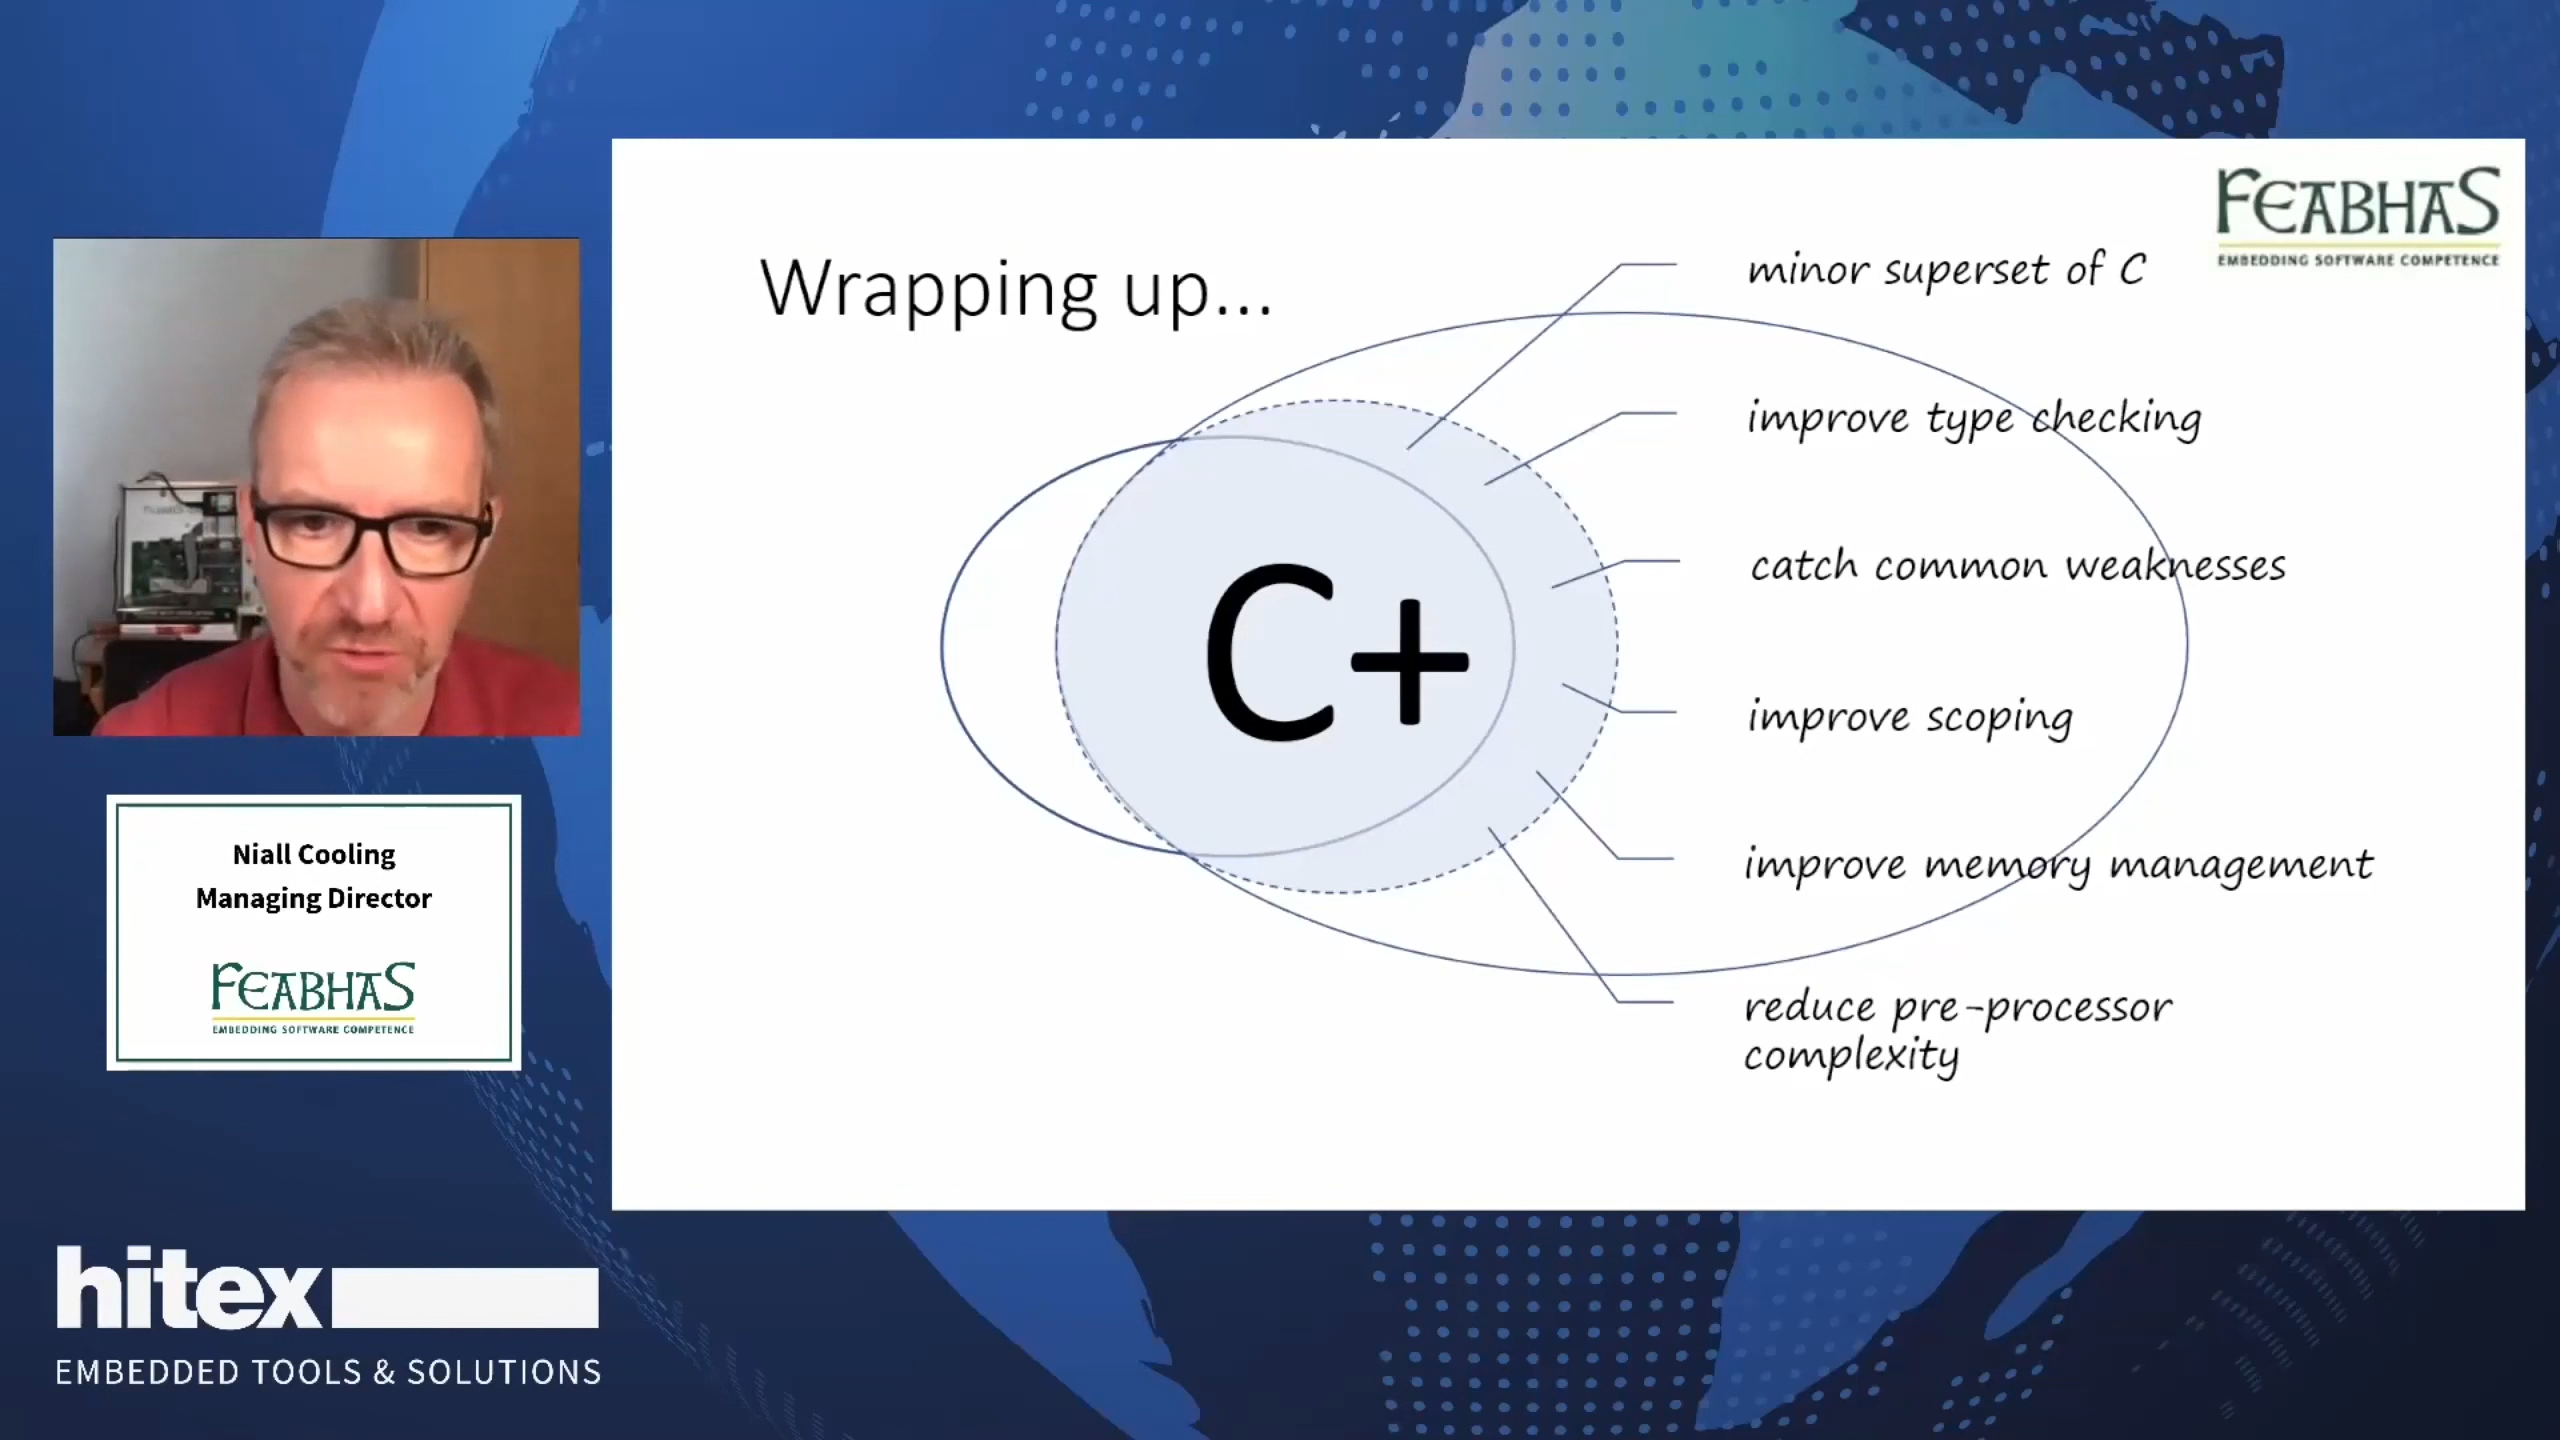 FEABHAS
EMBEDDING SOFTWARE COMPETENCE
Wrapping up...
minor superset of C
improve type checking
catch common weaknesses
improve scoping
improve memory management
reduce pre-processor
complexity
C+
Niall Cooling
Managing Director
FEABHAS
EMBEDDING SOFTWARE COMPETENCE
hitex
EMBEDDED TOOLS & SOLUTIONS